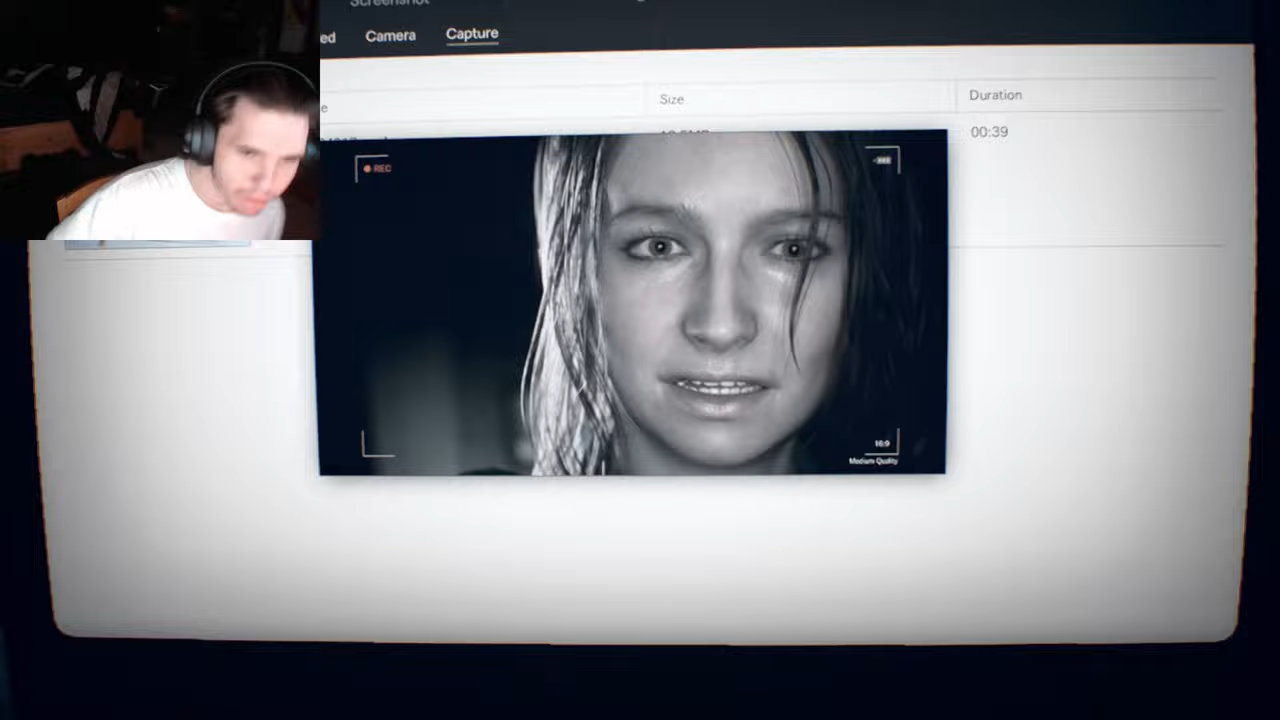 Screenshot
ed Camera Capture
e Size Duration
00:39
REC
16:9
Medium Quality